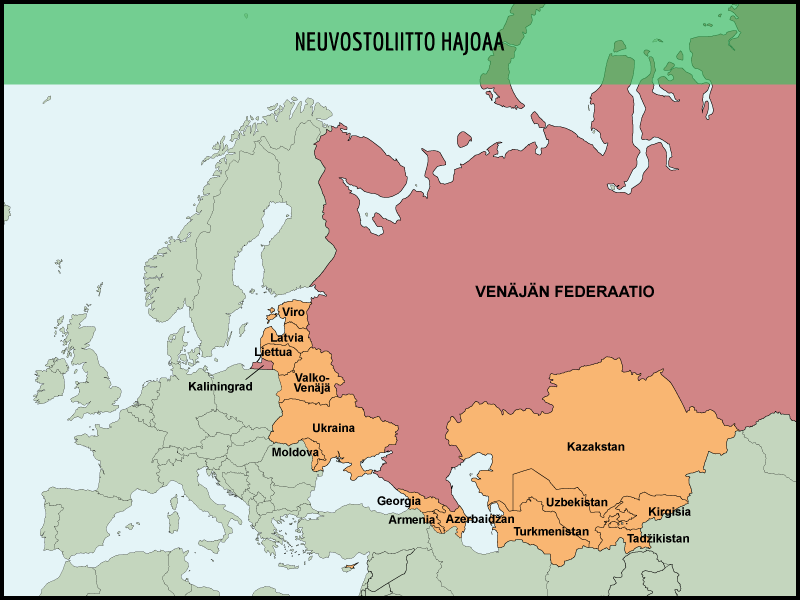 NEUVOSTOLIITTO HAJOAA
VENÄJÄN FEDERAATIO
Viro
Latvia
Liettua
Kaliningrad
Valko-
Venäjä
Ukraina
Moldova
Kazakstan
Georgia
Armenia
Azerbaidžan
Uzbekistan
Turkmenistan
Kirgisia
Tadžikistan